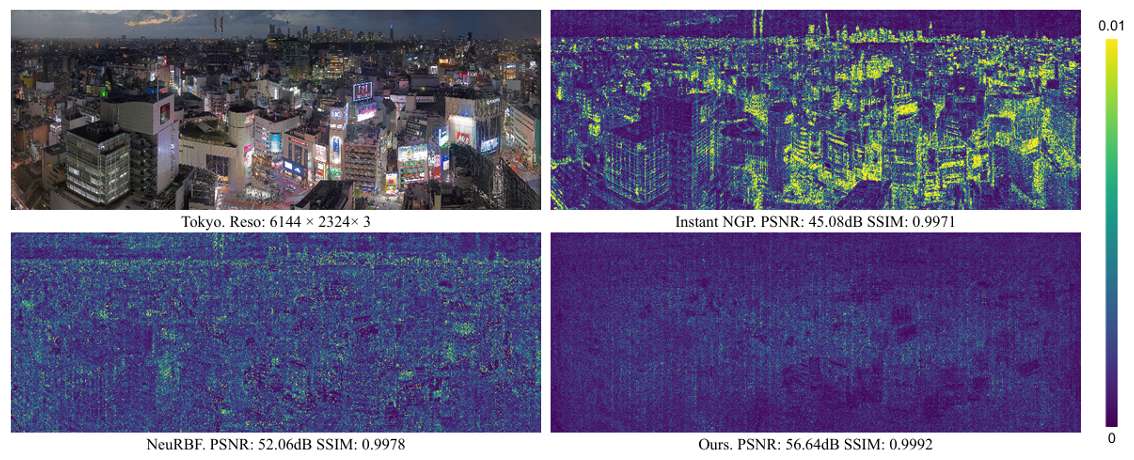 0.01
Tokyo. Reso: 6144 × 2324× 3
Instant NGP. PSNR: 45.08dB SSIM: 0.9971
NeuRBF. PSNR: 52.06dB SSIM: 0.9978
Ours. PSNR: 56.64dB SSIM: 0.9992
0